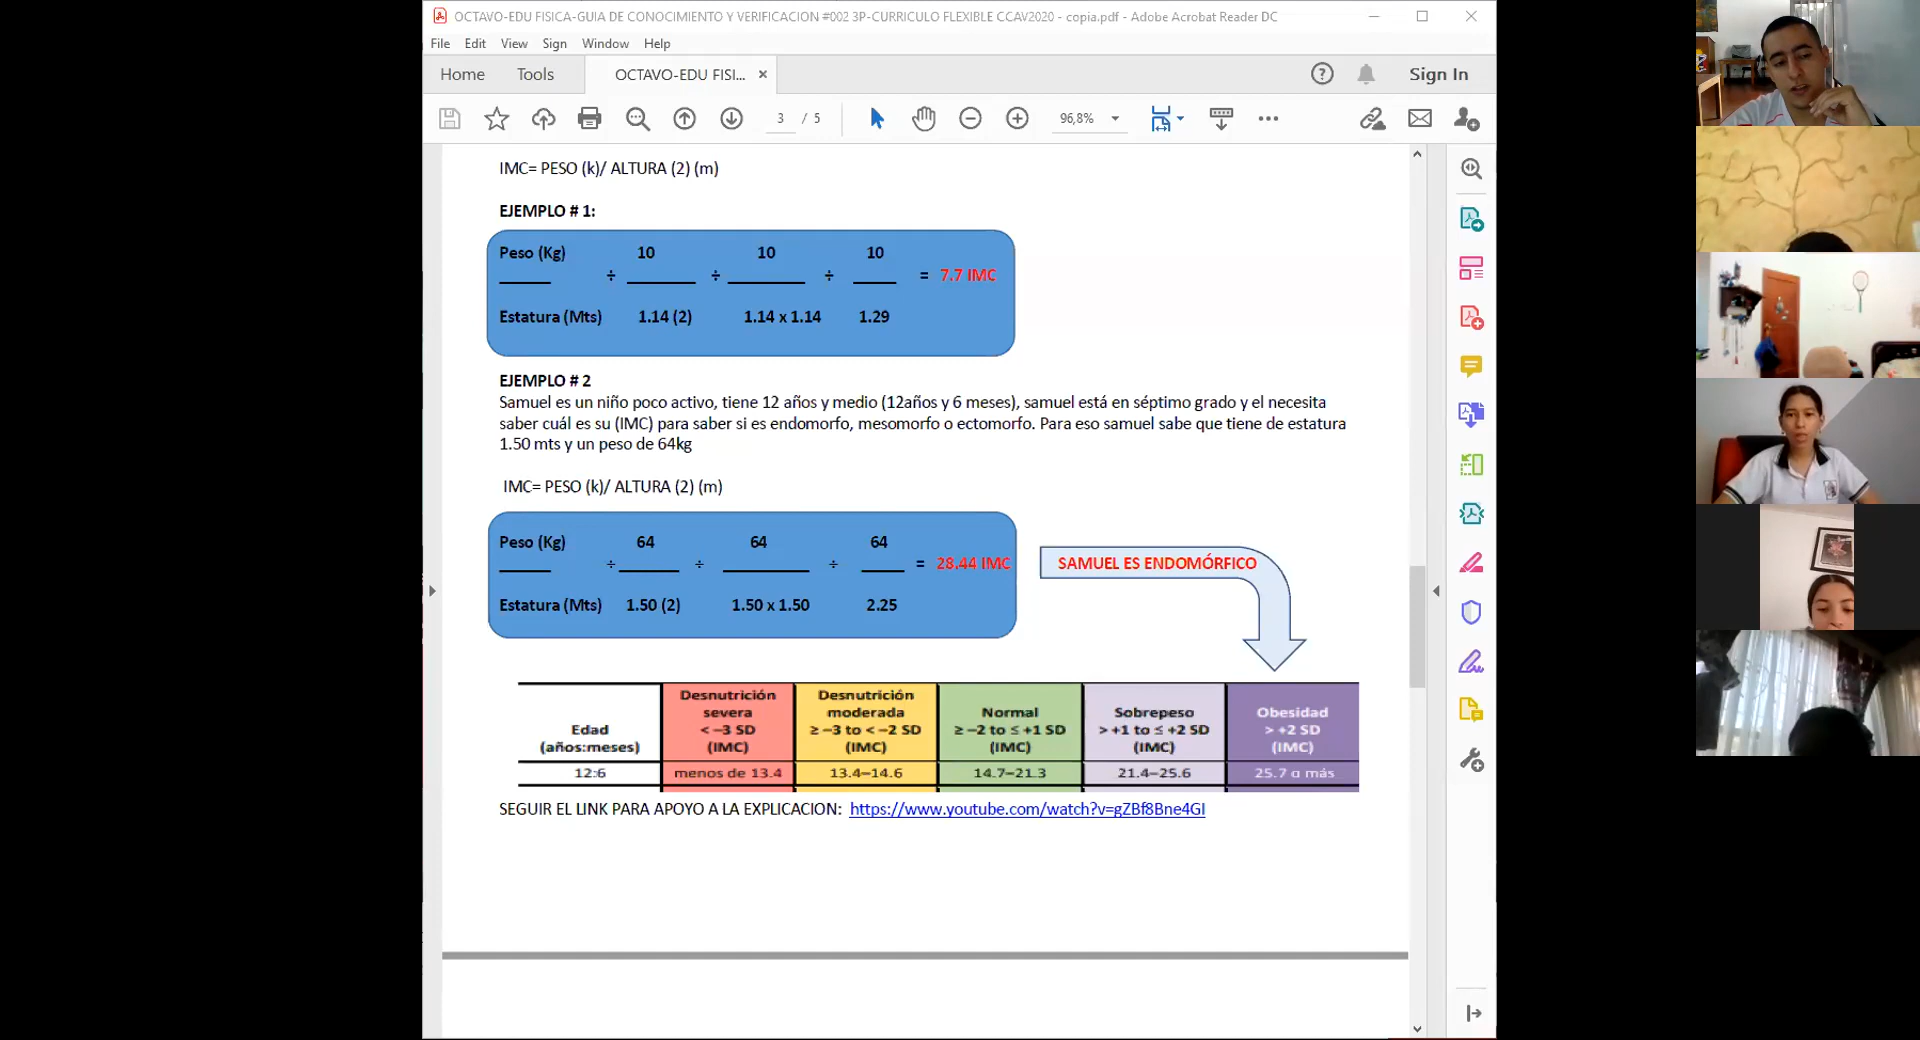 OCTAVO-EDU FISICA-GUIA DE CONOCIMIENTO Y VERIFICACION #002 3P-CURRICULO FLEXIBLE CCAV2020 - copia.pdf - Adobe Acrobat Reader DC
File Edit View Sign Window Help
Home Tools OCTAVO-EDU FISI... × Sign In
3 / 5 96,8%
IMC= PESO (k)/ ALTURA (2) (m)
EJEMPLO # 1:
Peso (Kg) 10 10 10
÷ ÷ ÷ = 7.7 IMC
Estatura (Mts) 1.14 (2) 1.14 x 1.14 1.29
EJEMPLO # 2
Samuel es un niño poco activo, tiene 12 años y medio (12años y 6 meses), samuel está en séptimo grado y el necesita
saber cuál es su (IMC) para saber si es endomorfo, mesomorfo o ectomorfo. Para eso samuel sabe que tiene de estatura
1.50 mts y un peso de 64kg
IMC= PESO (k)/ ALTURA (2) (m)
Peso (Kg) 64 64 64
÷ ÷ ÷ = 28.44 IMC
Estatura (Mts) 1.50 (2) 1.50 x 1.50 2.25
SAMUEL ES ENDOMÓRFICO
Edad (años:meses) Desnutrición severa < −3 SD (IMC) Desnutrición moderada ≥ −3 to < −2 SD (IMC) Normal ≥ −2 to ≤ +1 SD (IMC) Sobrepeso > +1 to ≤ +2 SD (IMC) Obesidad > +2 SD (IMC)
12:6 menos de 13.4 13.4–14.6 14.7–21.3 21.4–25.6 25.7 a más
SEGUIR EL LINK PARA APOYO A LA EXPLICACION: https://www.youtube.com/watch?v=gZBf8Bne4GI